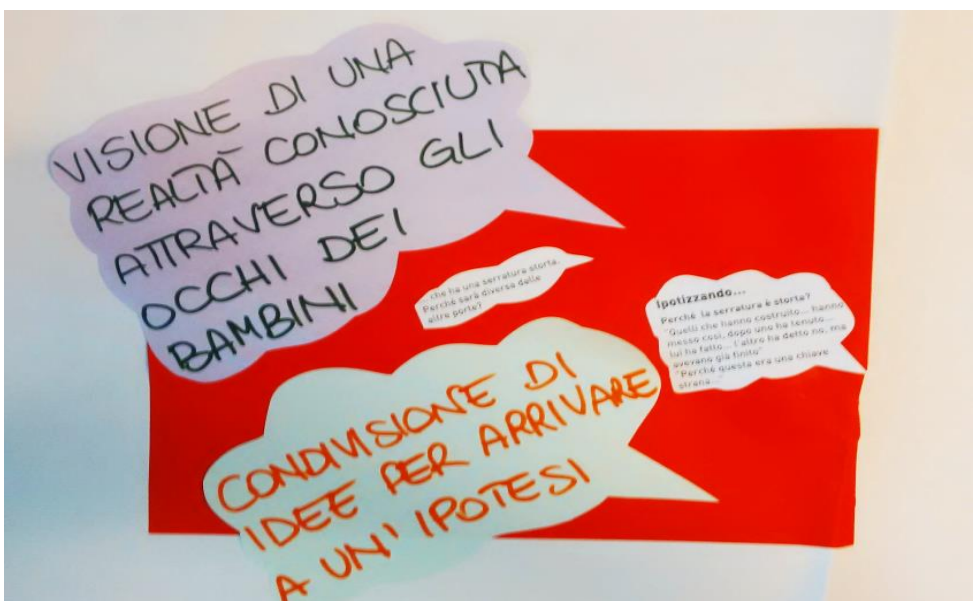 VISIONE DI UNA
REALTÀ CONOSCIUTA
ATTRAVERSO GLI
OCCHI DEI
BAMBINI
... che ha una serratura storta.
Perché sarà diversa dalle
altre porte?
Ipotizzando...
Perché la serratura è storta?
"Quelli che hanno costruito... hanno
messo così, dopo uno ha tenuto...
lui ha fatto... l'altro ha detto no, ma
avevano già finito"
"Perché questa era una chiave
strana..."
CONDIVISIONE DI
IDEE PER ARRIVARE
A UN' IPOTESI